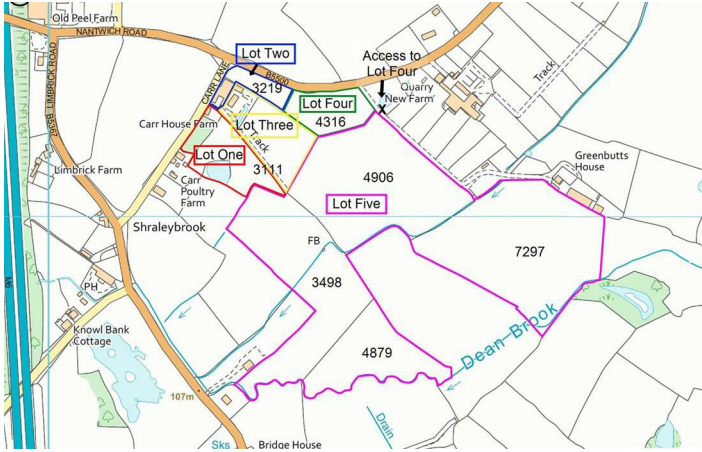 Old Peel Farm
NANTWICH ROAD
B5367 LIMBRICK ROAD
CARR LANE
Lot Two
B5500
3219
Access to
Lot Four
X
Quarry
New Farm
Track
Lot Four
4316
Carr House Farm
Lot Three
Track
Lot One
3111
4906
Greenbutts
House
Limbrick Farm
Carr
Poultry
Farm
Lot Five
Shraleybrook
FB
7297
3498
PH
M6
Knowl Bank
Cottage
Dean Brook
4879
107m
Drain
Sks
Bridge House